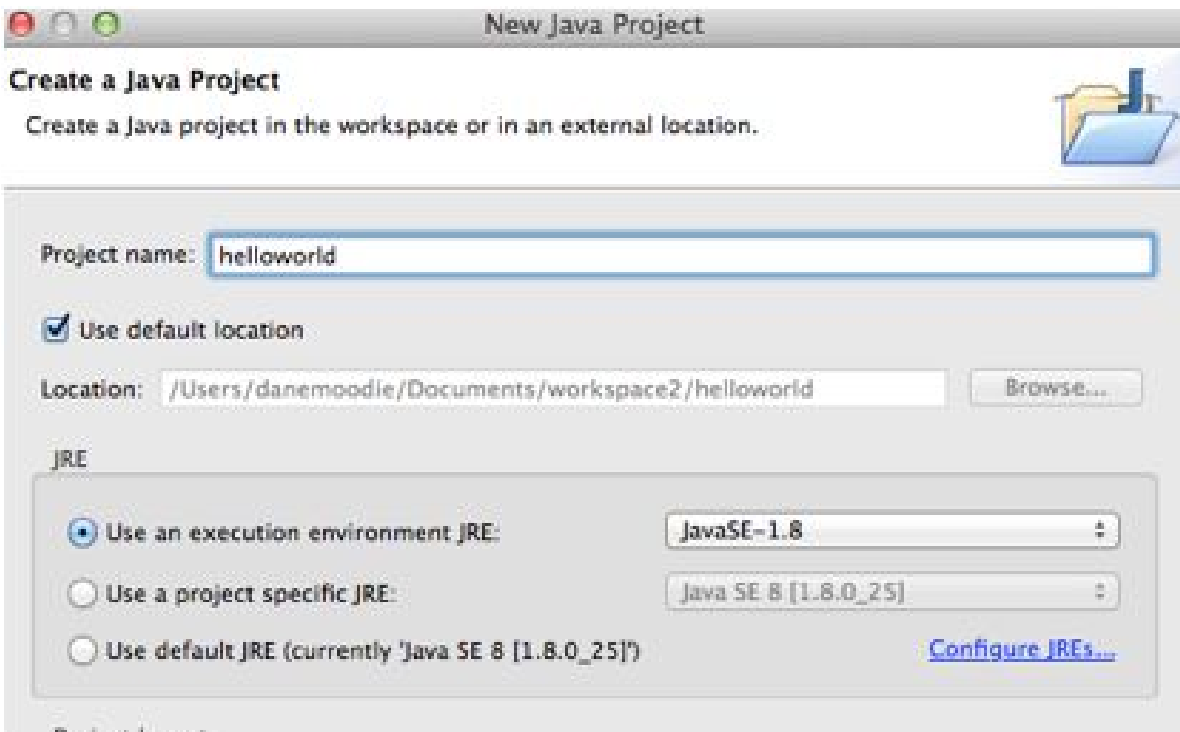 New Java Project
Create a Java Project
Create a Java project in the workspace or in an external location.
Project name: helloworld
Use default location
Location: /Users/danemoodie/Documents/workspace2/helloworld Browse...
JRE
Use an execution environment JRE: JavaSE-1.8
Use a project specific JRE: Java SE 8 [1.8.0_25]
Use default JRE (currently 'Java SE 8 [1.8.0_25]') Configure JREs...